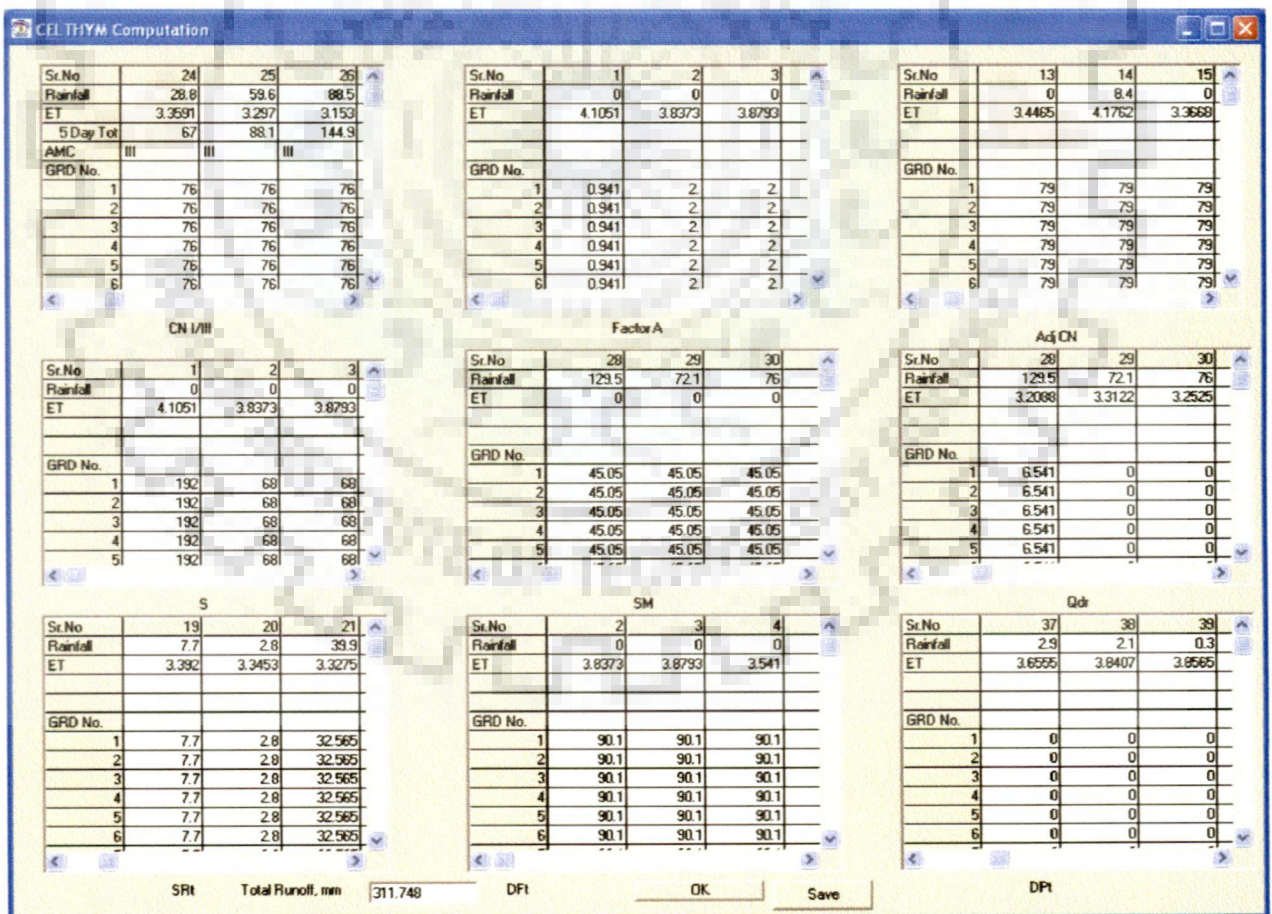 CELTHYM Computation
Sr.No 24 25 26
Rainfall 28.8 59.6 88.5
ET 3.3591 3.297 3.153
5 Day Tot 67 88.1 144.9
AMC III III III
GRD No.
1 76 76 76
2 76 76 76
3 76 76 76
4 76 76 76
5 76 76 76
6 76 76 76
CN I/III
Sr.No 1 2 3
Rainfall 0 0 0
ET 4.1051 3.8373 3.8793
GRD No.
1 0.941 2 2
2 0.941 2 2
3 0.941 2 2
4 0.941 2 2
5 0.941 2 2
6 0.941 2 2
Factor A
Sr.No 13 14 15
Rainfall 0 8.4 0
ET 3.4465 4.1762 3.3668
GRD No.
1 79 79 79
2 79 79 79
3 79 79 79
4 79 79 79
5 79 79 79
6 79 79 79
Adj CN
Sr.No 1 2 3
Rainfall 0 0 0
ET 4.1051 3.8373 3.8793
GRD No.
1 192 68 68
2 192 68 68
3 192 68 68
4 192 68 68
5 192 68 68
S
Sr.No 28 29 30
Rainfall 129.5 72.1 76
ET 0 0 0
GRD No.
1 45.05 45.05 45.05
2 45.05 45.05 45.05
3 45.05 45.05 45.05
4 45.05 45.05 45.05
5 45.05 45.05 45.05
SM
Sr.No 28 29 30
Rainfall 129.5 72.1 76
ET 3.2088 3.3122 3.2525
GRD No.
1 6.541 0 0
2 6.541 0 0
3 6.541 0 0
4 6.541 0 0
5 6.541 0 0
Qdr
Sr.No 19 20 21
Rainfall 7.7 2.8 39.9
ET 3.392 3.3453 3.3275
GRD No.
1 7.7 2.8 32.565
2 7.7 2.8 32.565
3 7.7 2.8 32.565
4 7.7 2.8 32.565
5 7.7 2.8 32.565
6 7.7 2.8 32.565
Sr.No 2 3 4
Rainfall 0 0 0
ET 3.8373 3.8793 3.541
GRD No.
1 90.1 90.1 90.1
2 90.1 90.1 90.1
3 90.1 90.1 90.1
4 90.1 90.1 90.1
5 90.1 90.1 90.1
6 90.1 90.1 90.1
Sr.No 37 38 39
Rainfall 2.9 2.1 0.3
ET 3.6555 3.8407 3.8565
GRD No.
1 0 0 0
2 0 0 0
3 0 0 0
4 0 0 0
5 0 0 0
6 0 0 0
SRt Total Runoff, mm 311.748 DFt OK Save DPt